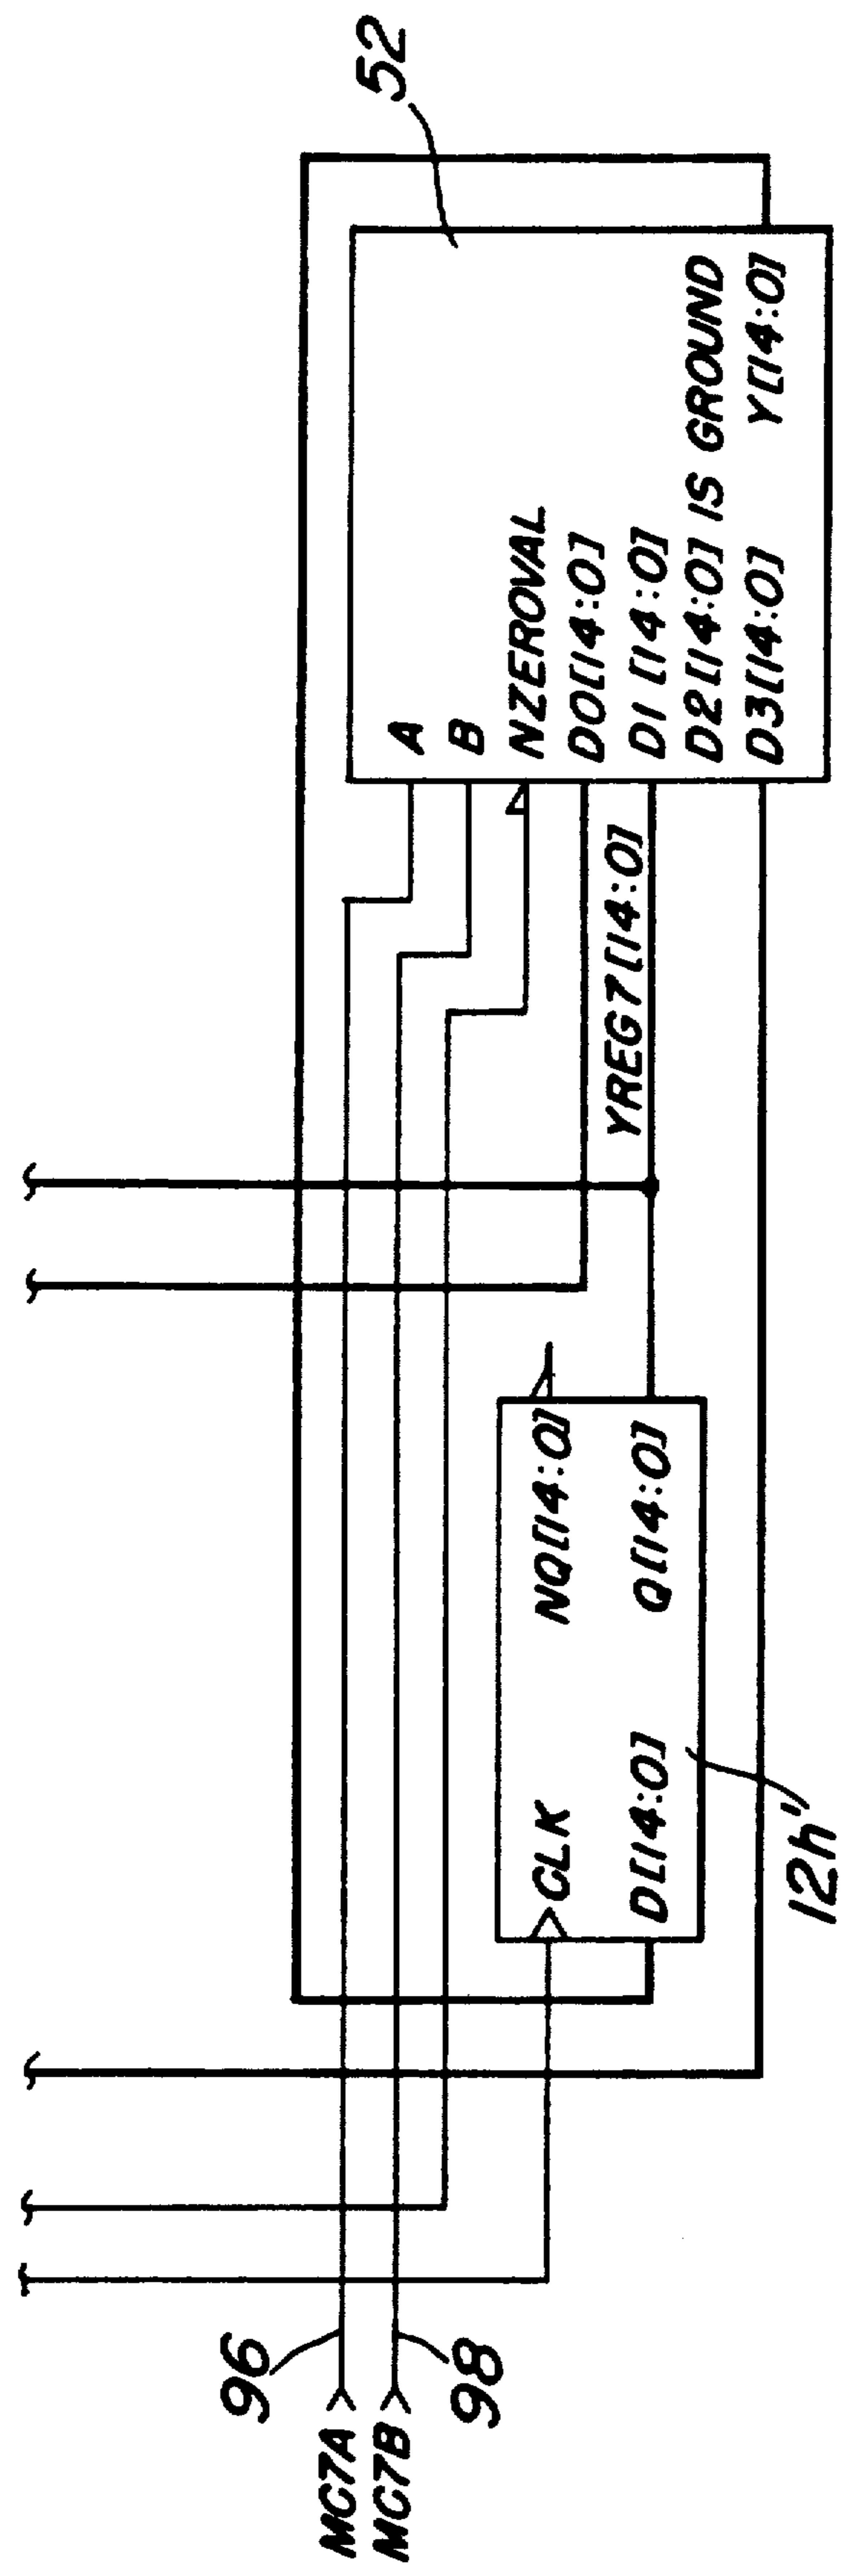 52
A
B
NZEROVAL
D0[14:0]
D1 [14:0]
D2[14:0] IS GROUND
D3[14:0] Y[14:0]
YREG7[14:0]
CLK NQ[14:0]
D[14:0] Q[14:0]
12h'
96
MC7A
MC7B
98